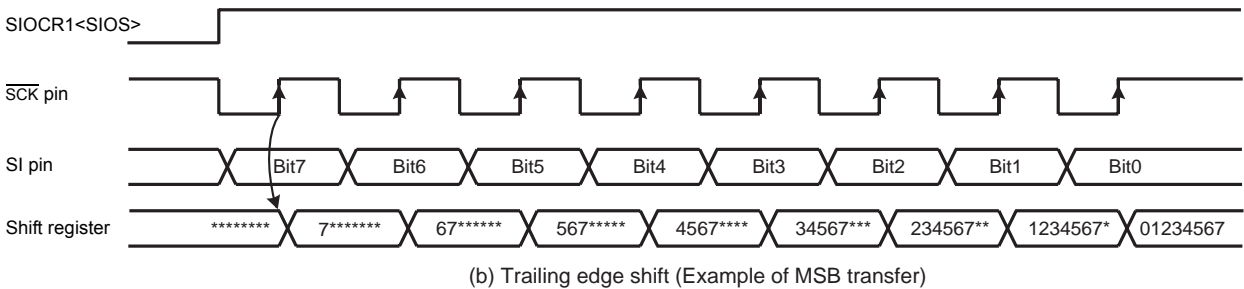 SIOCR1<SIOS>
SCK pin
SI pin Bit7 Bit6 Bit5 Bit4 Bit3 Bit2 Bit1 Bit0
Shift register ******** 7******* 67****** 567***** 4567**** 34567*** 234567** 1234567* 01234567
(b) Trailing edge shift (Example of MSB transfer)